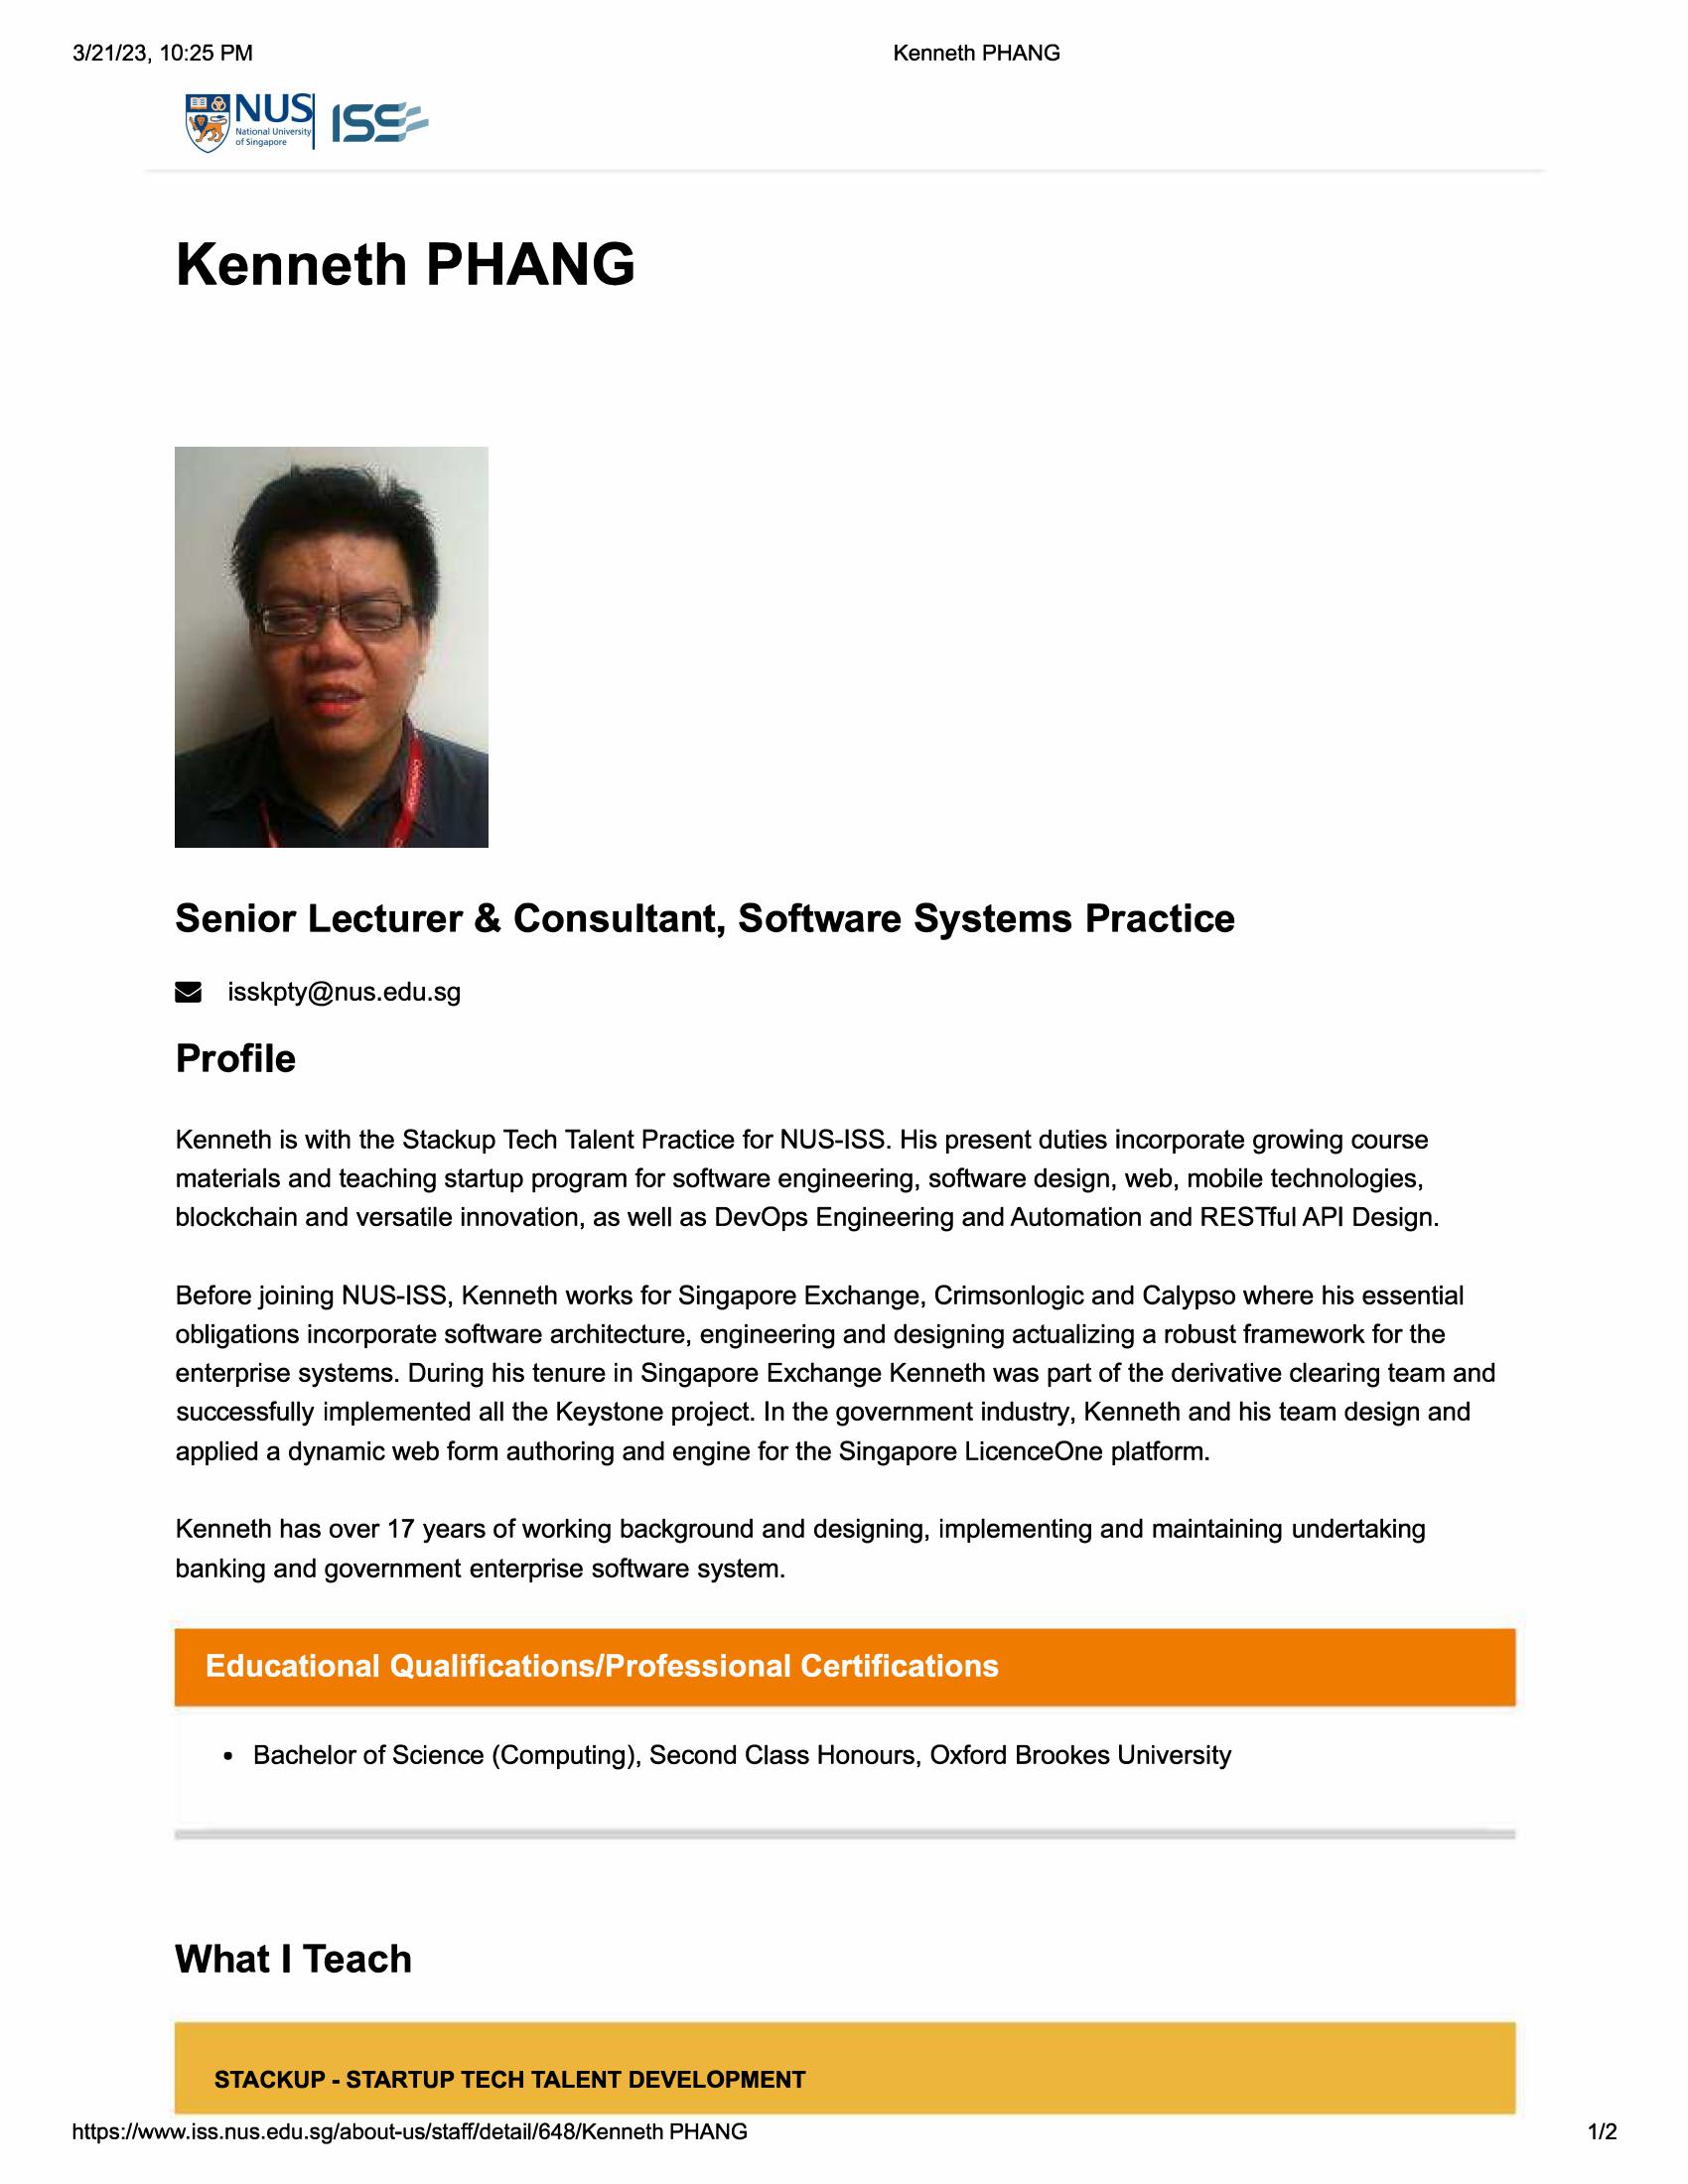 3/21/23, 10:25 PM
Kenneth PHANG
NUS
National University
of Singapore
ISS
Kenneth PHANG
Senior Lecturer & Consultant, Software Systems Practice
isskpty@nus.edu.sg
Profile
Kenneth is with the Stackup Tech Talent Practice for NUS-ISS. His present duties incorporate growing course
materials and teaching startup program for software engineering, software design, web, mobile technologies,
blockchain and versatile innovation, as well as DevOps Engineering and Automation and RESTful API Design.
Before joining NUS-ISS, Kenneth works for Singapore Exchange, Crimsonlogic and Calypso where his essential
obligations incorporate software architecture, engineering and designing actualizing a robust framework for the
enterprise systems. During his tenure in Singapore Exchange Kenneth was part of the derivative clearing team and
successfully implemented all the Keystone project. In the government industry, Kenneth and his team design and
applied a dynamic web form authoring and engine for the Singapore LicenceOne platform.
Kenneth has over 17 years of working background and designing, implementing and maintaining undertaking
banking and government enterprise software system.
Educational Qualifications/Professional Certifications
• Bachelor of Science (Computing), Second Class Honours, Oxford Brookes University
What I Teach
STACKUP - STARTUP TECH TALENT DEVELOPMENT
https://www.iss.nus.edu.sg/about-us/staff/detail/648/Kenneth PHANG
1/2